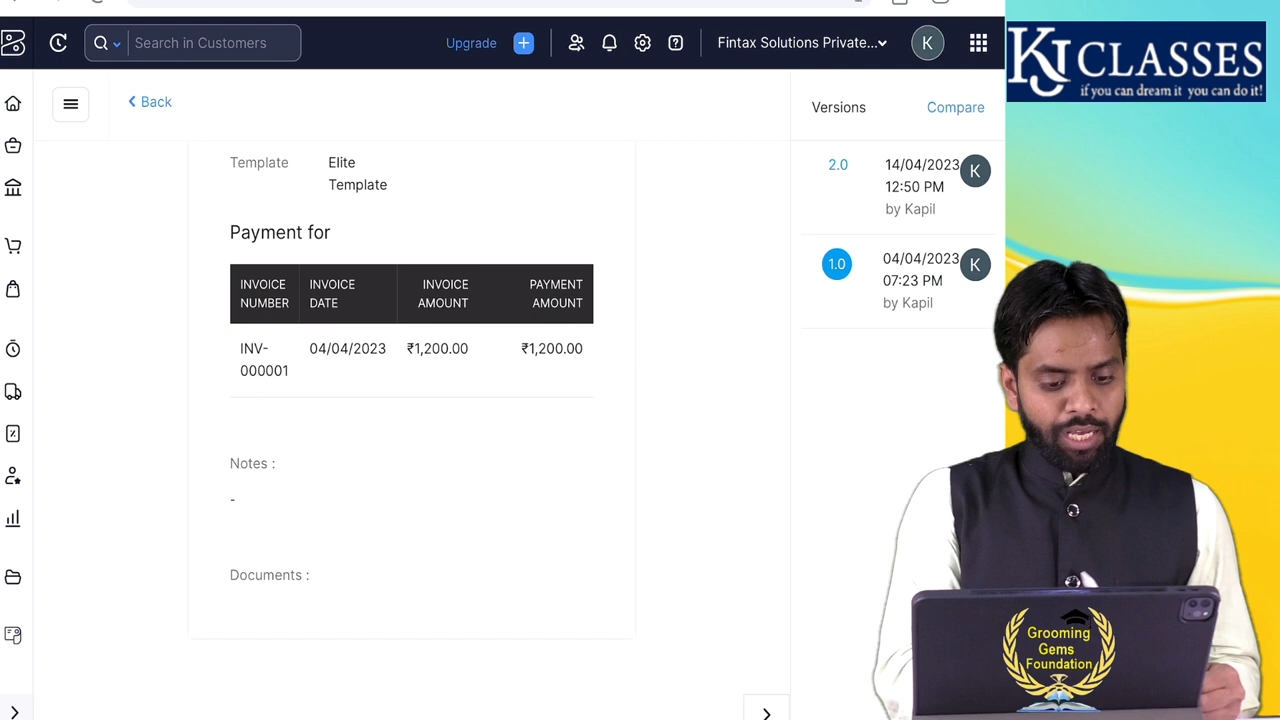 Search in Customers
Upgrade
Fintax Solutions Private...
K
KJ CLASSES
if you can dream it you can do it!
Back
Versions
Compare
Template
Elite
Template
Payment for
INVOICE NUMBER
INVOICE DATE
INVOICE AMOUNT
PAYMENT AMOUNT
INV-000001
04/04/2023
₹1,200.00
₹1,200.00
Notes :
-
Documents :
2.0
14/04/2023
12:50 PM
by Kapil
K
1.0
04/04/2023
07:23 PM
by Kapil
K
Grooming
Gems
Foundation